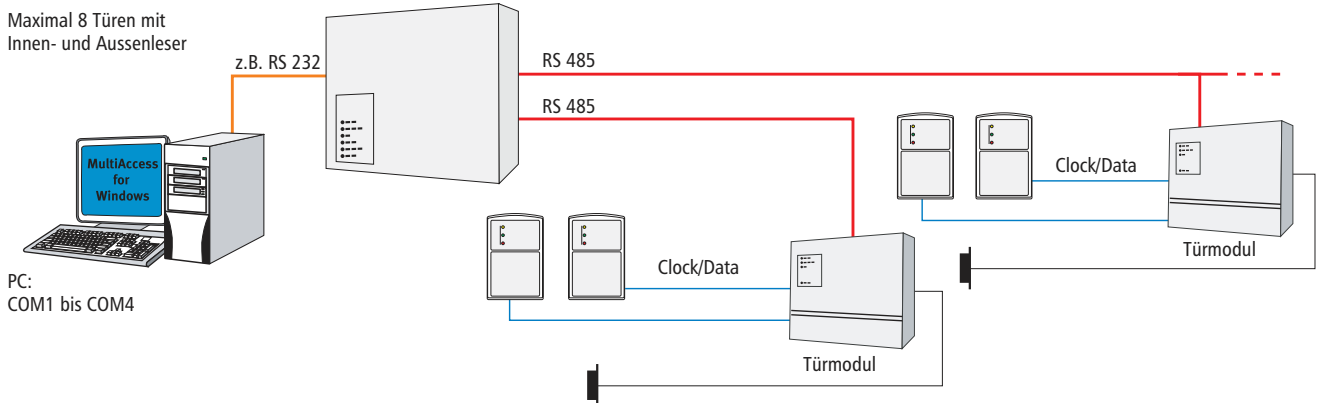 Maximal 8 Türen mit
Innen- und Aussenleser
z.B. RS 232
RS 485
RS 485
MultiAccess
for
Windows
Clock/Data
Türmodul
Clock/Data
Türmodul
PC:
COM1 bis COM4